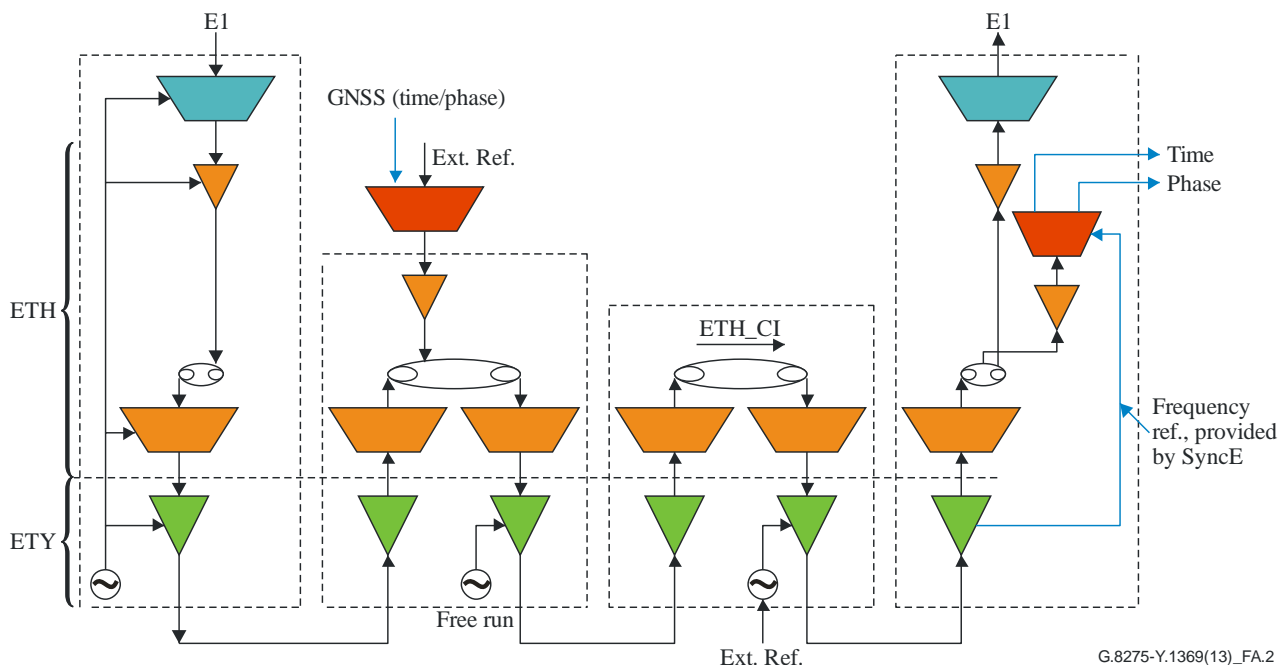 E1
E1
GNSS (time/phase)
Ext. Ref.
Time
Phase
ETH
ETH_CI
Frequency
ref., provided
by SyncE
ETY
Free run
Ext. Ref.
G.8275-Y.1369(13)_FA.2